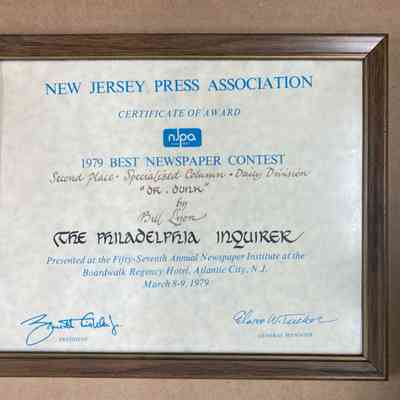 NEW JERSEY PRESS ASSOCIATION
CERTIFICATE OF AWARD
njpa
1979 BEST NEWSPAPER CONTEST
Second Place · Specialized Column · Daily Division
"DR. DUNK"
by
Bill Lyon
THE PHILADELPHIA INQUIRER
Presented at the Fifty-Seventh Annual Newspaper Institute at the
Boardwalk Regency Hotel, Atlantic City, N.J.
March 8-9, 1979
PRESIDENT
GENERAL MANAGER